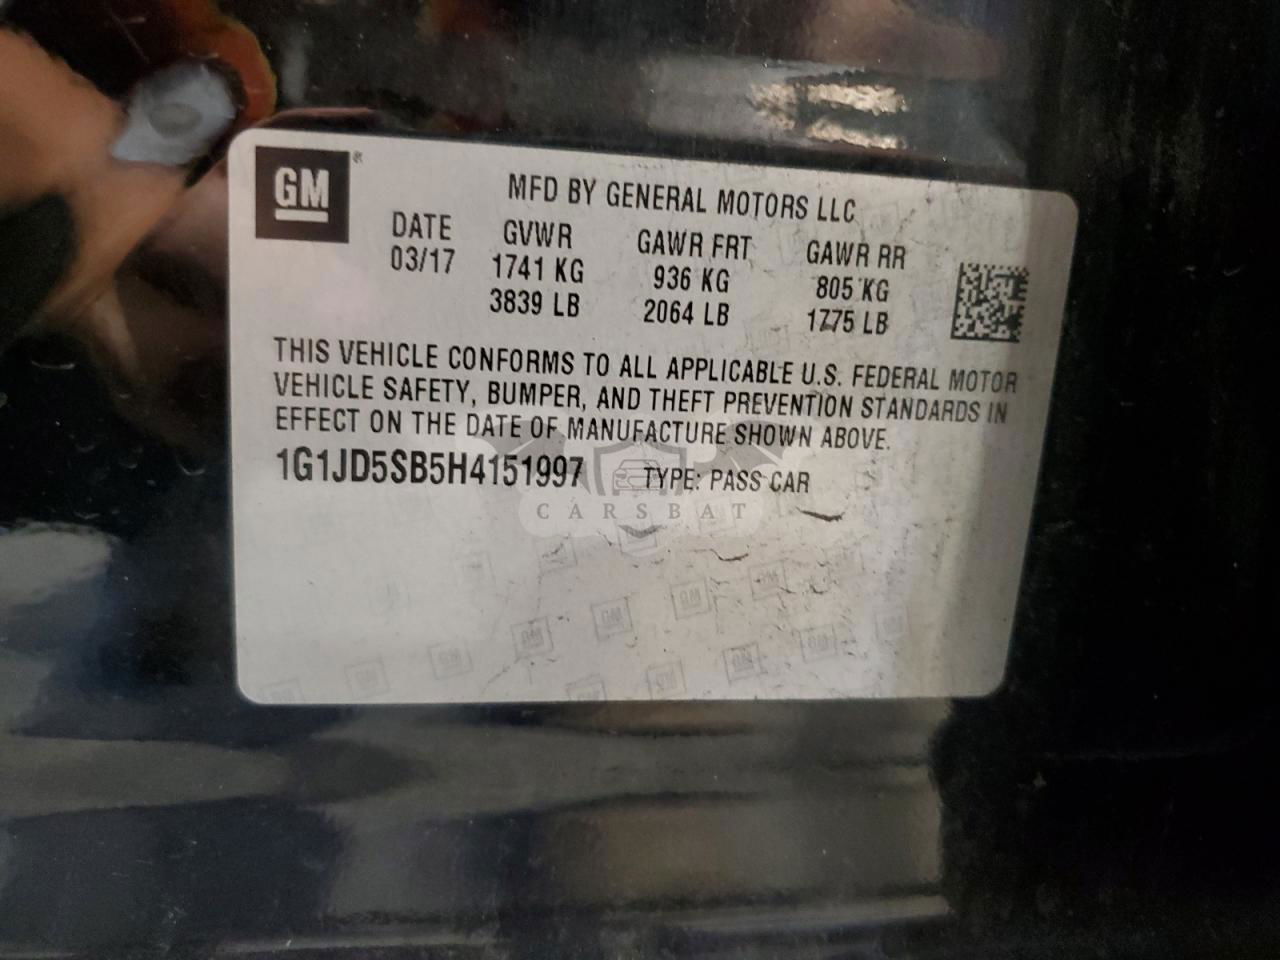 GM
MFD BY GENERAL MOTORS LLC
DATE GVWR GAWR FRT GAWR RR
03/17 1741 KG 936 KG 805 KG
3839 LB 2064 LB 1775 LB
THIS VEHICLE CONFORMS TO ALL APPLICABLE U.S. FEDERAL MOTOR
VEHICLE SAFETY, BUMPER, AND THEFT PREVENTION STANDARDS IN
EFFECT ON THE DATE OF MANUFACTURE SHOWN ABOVE.
1G1JD5SB5H4151997 TYPE: PASS CAR
CARSBAT